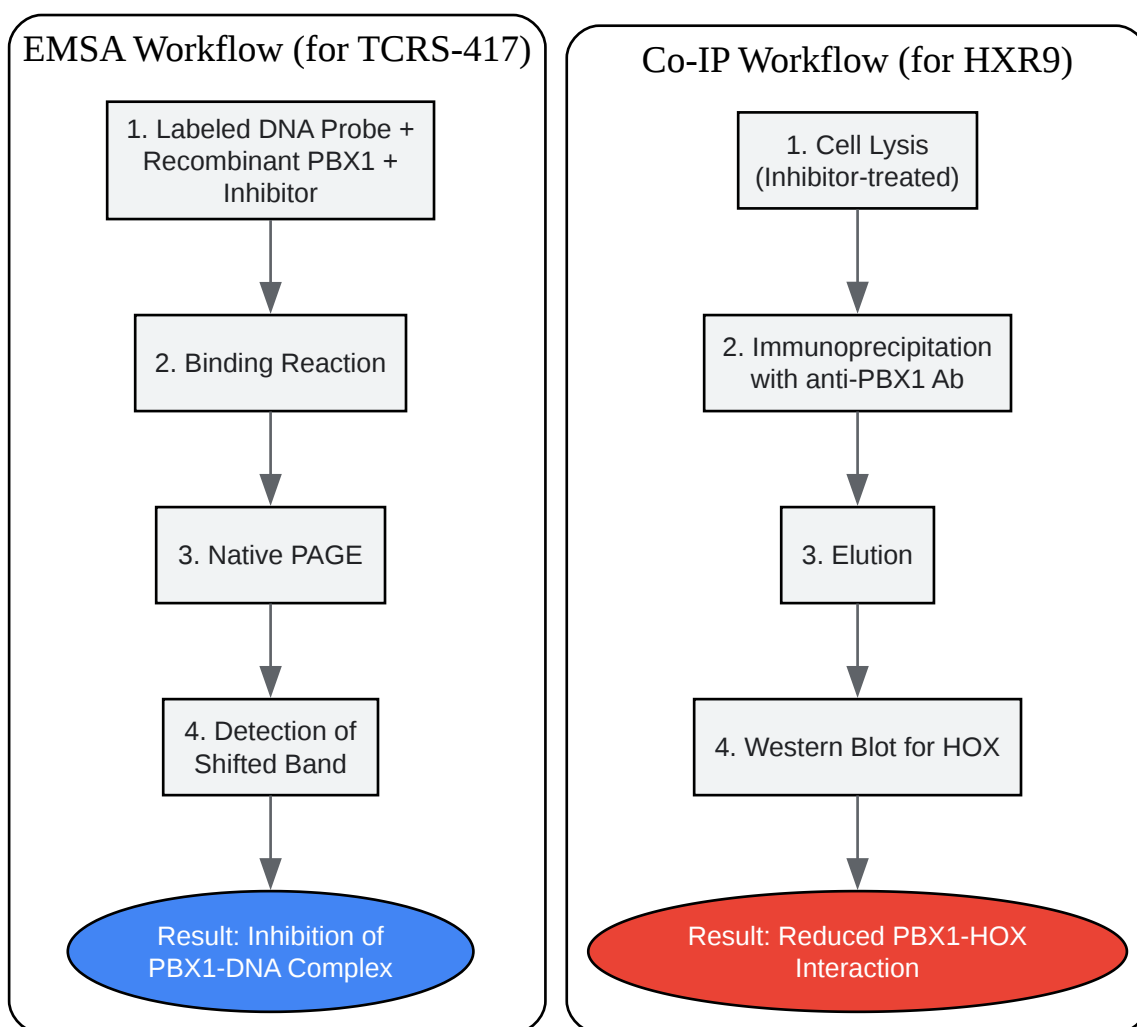 EMSA Workflow (for TCRS-417)
1. Labeled DNA Probe +
Recombinant PBX1 +
Inhibitor
2. Binding Reaction
3. Native PAGE
4. Detection of
Shifted Band
Result: Inhibition of
PBX1-DNA Complex
Co-IP Workflow (for HXR9)
1. Cell Lysis
(Inhibitor-treated)
2. Immunoprecipitation
with anti-PBX1 Ab
3. Elution
4. Western Blot for HOX
Result: Reduced PBX1-HOX
Interaction